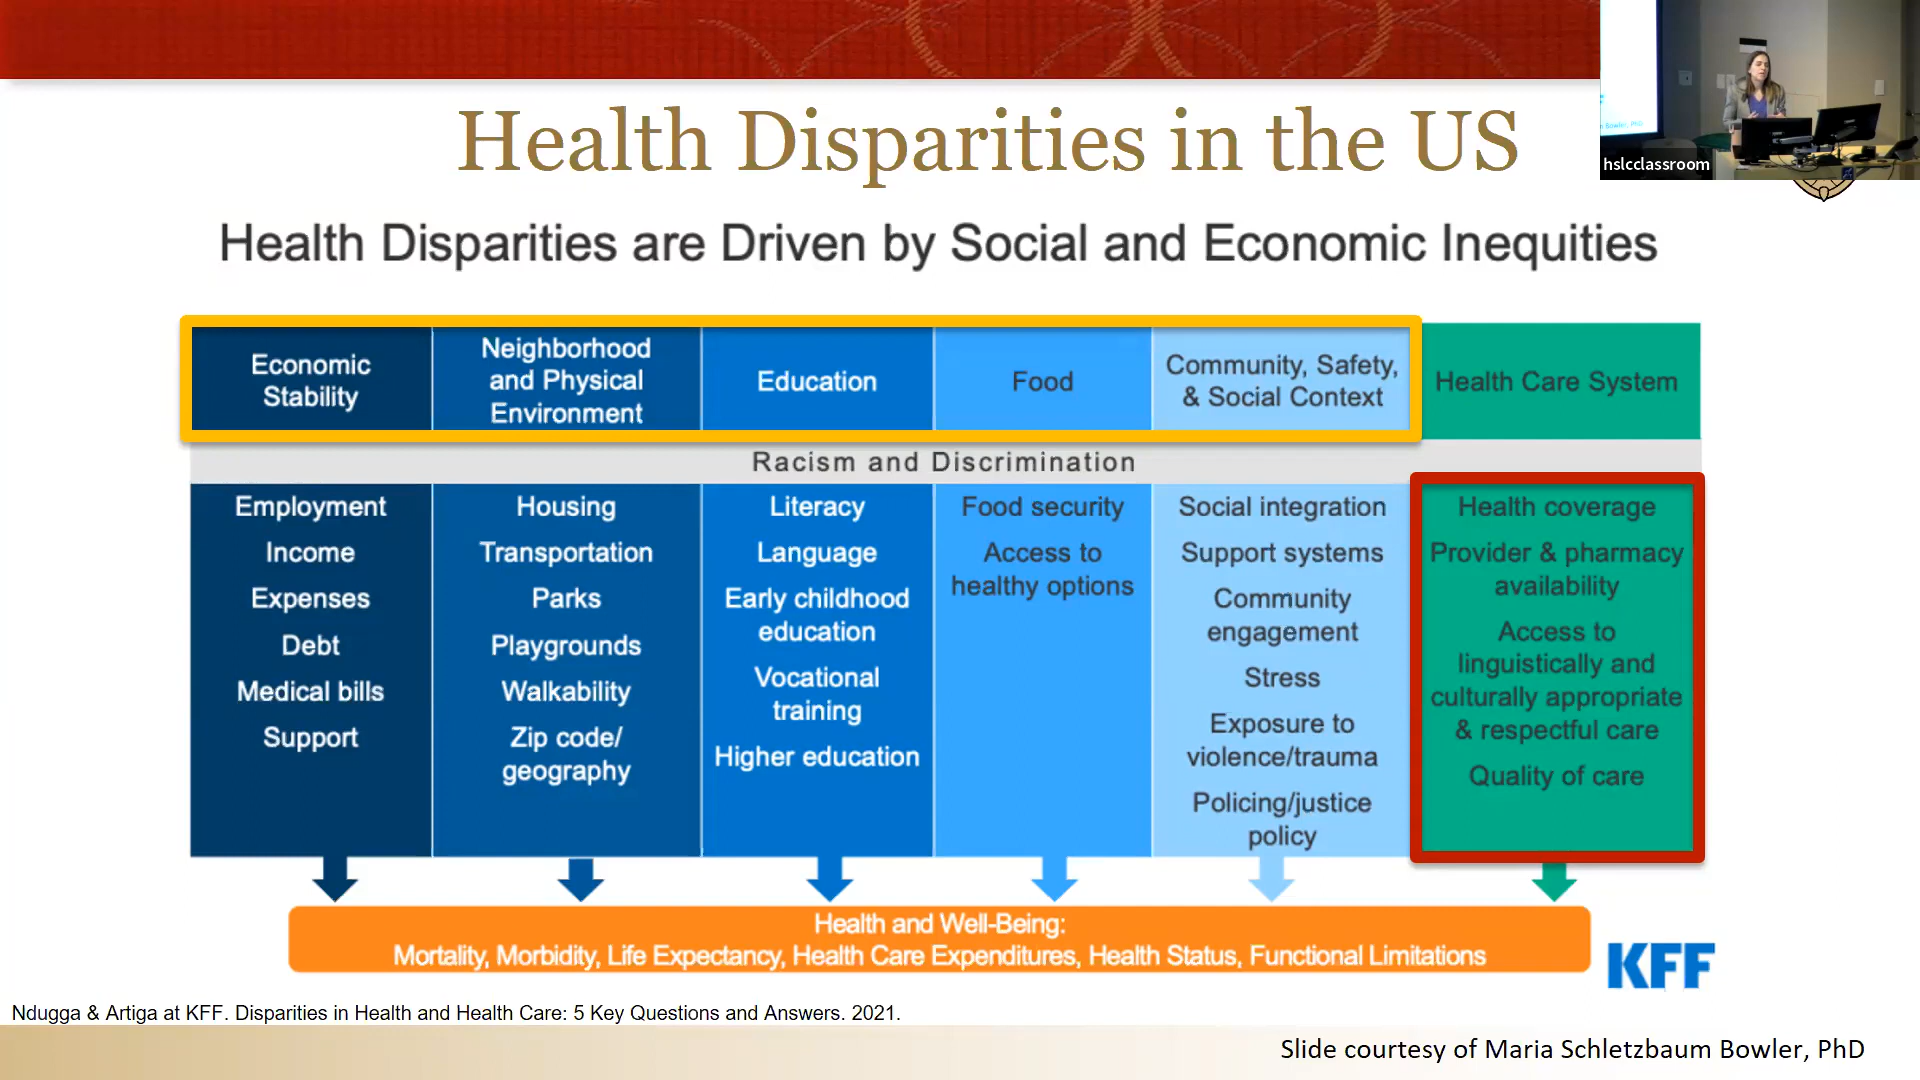 Health Disparities in the US
hslcclassroom
Health Disparities are Driven by Social and Economic Inequities
Economic
Stability
Neighborhood
and Physical
Environment
Education
Food
Community, Safety,
& Social Context
Health Care System
Racism and Discrimination
Employment
Income
Expenses
Debt
Medical bills
Support
Housing
Transportation
Parks
Playgrounds
Walkability
Zip code/
geography
Literacy
Language
Early childhood
education
Vocational
training
Higher education
Food security
Access to
healthy options
Social integration
Support systems
Community
engagement
Stress
Exposure to
violence/trauma
Policing/justice
policy
Health coverage
Provider & pharmacy
availability
Access to
linguistically and
culturally appropriate
& respectful care
Quality of care
Health and Well-Being:
Mortality, Morbidity, Life Expectancy, Health Care Expenditures, Health Status, Functional Limitations
KFF
Ndugga & Artiga at KFF. Disparities in Health and Health Care: 5 Key Questions and Answers. 2021.
Slide courtesy of Maria Schletzbaum Bowler, PhD